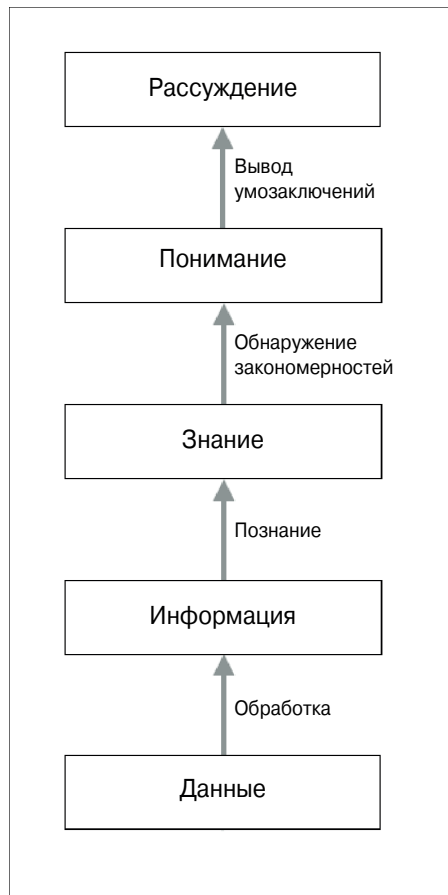 Рассуждение
Вывод
умозаключений
Понимание
Обнаружение
закономерностей
Знание
Познание
Информация
Обработка
Данные